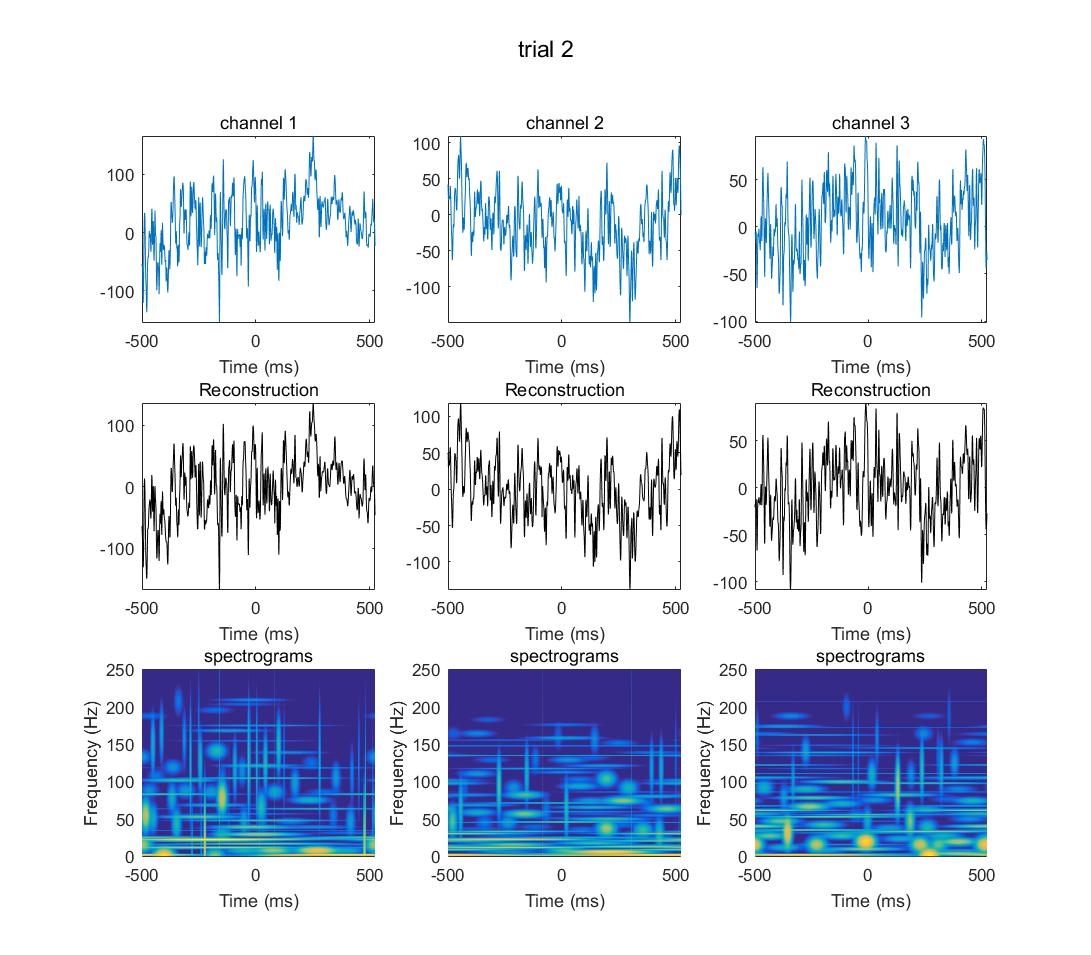 trial 2
channel 1 channel 2 channel 3
100 100 50
0 50 0
-100 0 -50
-50 -100
-100
-500 0 500 -500 0 500 -500 0 500
Time (ms) Time (ms) Time (ms)
Reconstruction Reconstruction Reconstruction
100 100 50
0 50 0
-100 0 -50
-50 -100
-100
-500 0 500 -500 0 500 -500 0 500
Time (ms) Time (ms) Time (ms)
spectrograms spectrograms spectrograms
250 250 250
200 200 200
150 150 150
100 100 100
50 50 50
0 0 0
Frequency (Hz) Frequency (Hz) Frequency (Hz)
-500 0 500 -500 0 500 -500 0 500
Time (ms) Time (ms) Time (ms)